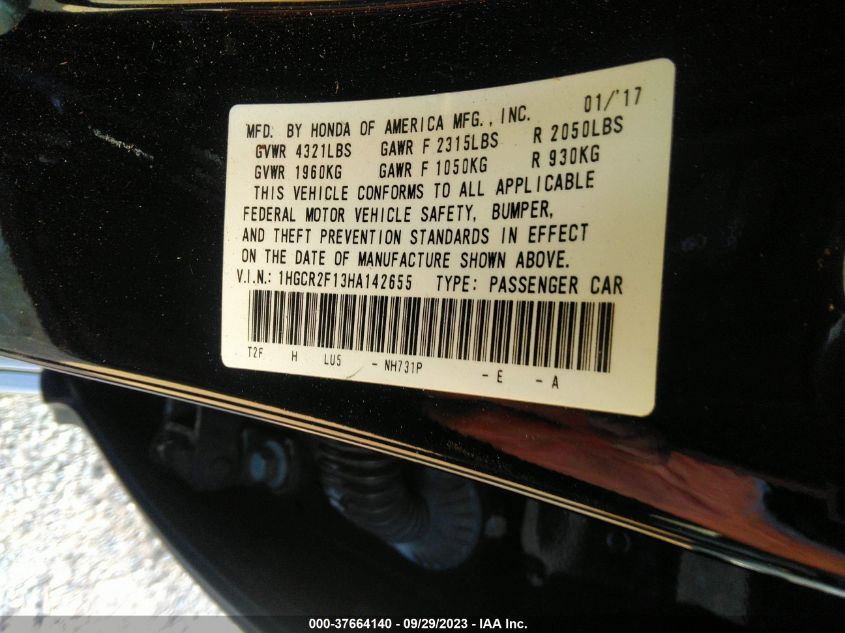 MFD. BY HONDA OF AMERICA MFG., INC. 01/'17
GVWR 4321LBS GAWR F 2315LBS R 2050LBS
GVWR 1960KG GAWR F 1050KG R 930KG
THIS VEHICLE CONFORMS TO ALL APPLICABLE
FEDERAL MOTOR VEHICLE SAFETY, BUMPER,
AND THEFT PREVENTION STANDARDS IN EFFECT
ON THE DATE OF MANUFACTURE SHOWN ABOVE.
V.I.N.: 1HGCR2F13HA142655 TYPE: PASSENGER CAR
T2F H LU5 - NH731P - E - A
000-37664140 - 09/29/2023 - IAA Inc.